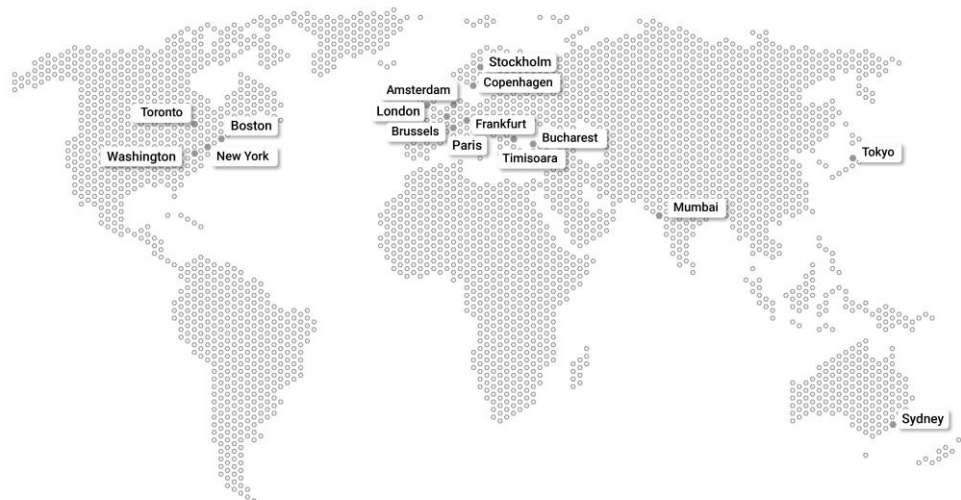 Stockholm
Copenhagen
Amsterdam
London
Toronto
Boston
Brussels
Frankfurt
Bucharest
Paris
Washington
New York
Timisoara
Tokyo
Mumbai
Sydney